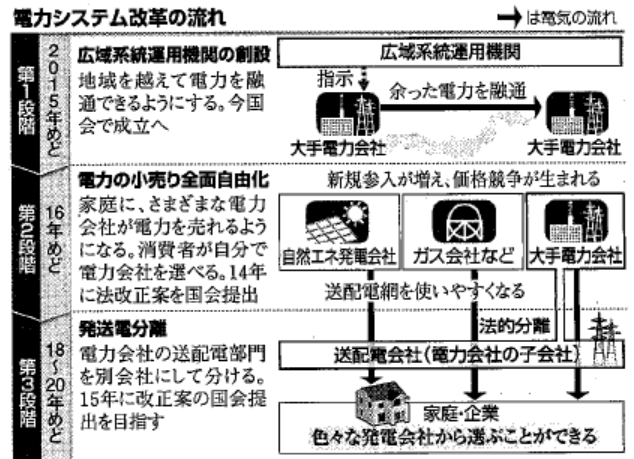 電力システム改革の流れ
→は電気の流れ
第1段階
2015年めど
広域系統運用機関の創設
地域を越えて電力を融
通できるようにする。今国
会で成立へ
広域系統運用機関
指示
余った電力を融通
大手電力会社
大手電力会社
第2段階
16年めど
電力の小売り全面自由化
家庭に、さまざまな電力
会社が電力を売れるよう
になる。消費者が自分で
電力会社を選べる。14年
に法改正案を国会提出
新規参入が増え、価格競争が生まれる
自然エネ発電会社
ガス会社など
大手電力会社
送配電網を使いやすくなる
第3段階
18〜20年めど
発送電分離
電力会社の送配電部門
を別会社にして分ける。
15年に改正案の国会提
出を目指す
法的分離
送配電会社(電力会社の子会社)
家庭・企業
色々な発電会社から選ぶことができる